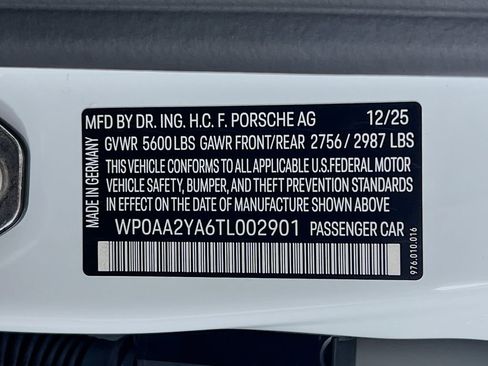 MFD BY DR. ING. H.C. F. PORSCHE AG 12/25
GVWR 5600 LBS GAWR FRONT/REAR 2756 / 2987 LBS
THIS VEHICLE CONFORMS TO ALL APPLICABLE U.S. FEDERAL MOTOR
VEHICLE SAFETY, BUMPER, AND THEFT PREVENTION STANDARDS
IN EFFECT ON THE DATE OF MANUFACTURE SHOWN ABOVE
WP0AA2YA6TL002901 PASSENGER CAR
MADE IN GERMANY
976.010.016